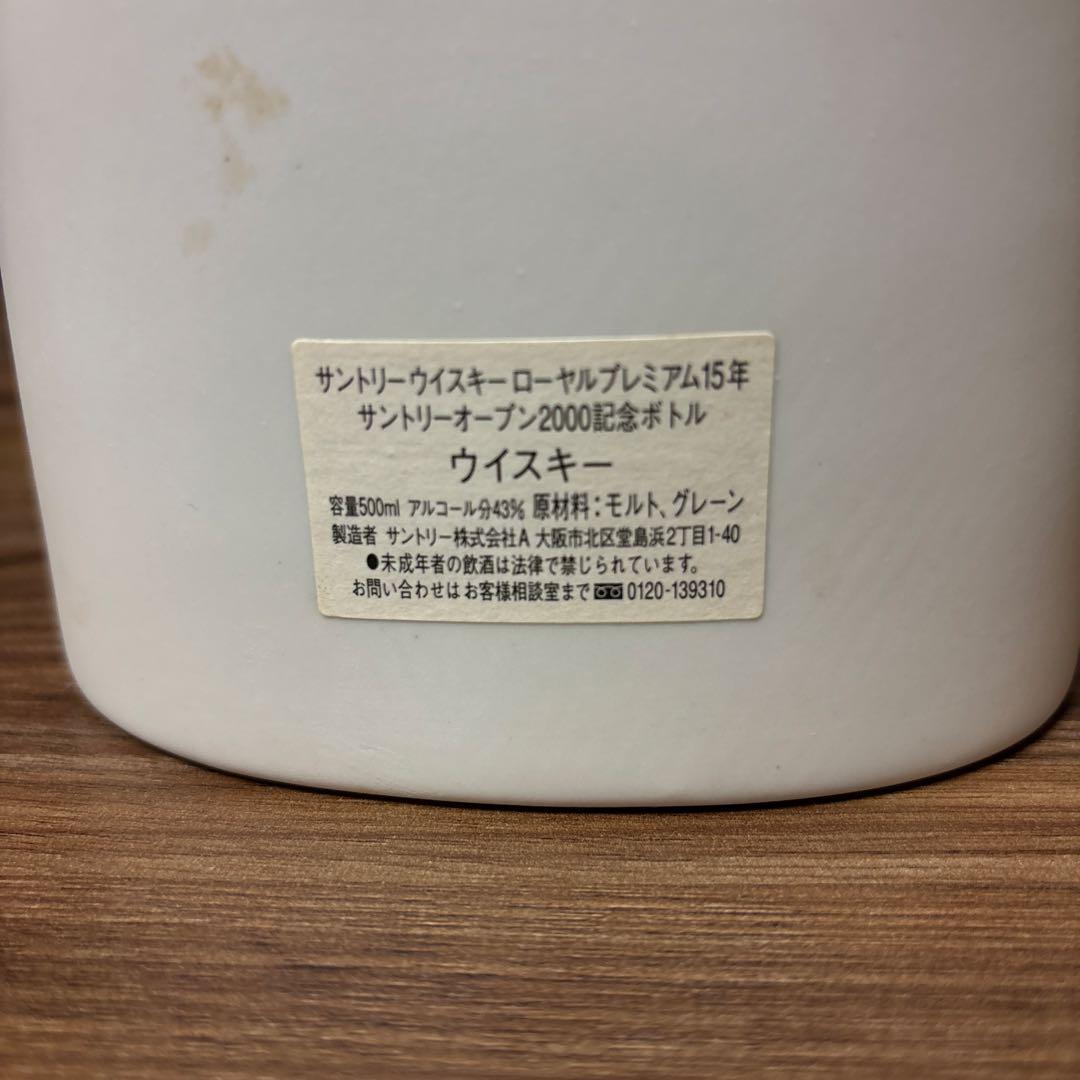 サントリーウイスキー ローヤルプレミアム15年
サントリーオープン2000記念ボトル
ウイスキー
容量500ml アルコール分43% 原材料：モルト、グレーン
製造者 サントリー株式会社A 大阪市北区堂島浜2丁目1-40
●未成年者の飲酒は法律で禁じられています。
お問い合わせは お客様相談室まで 0120-139310